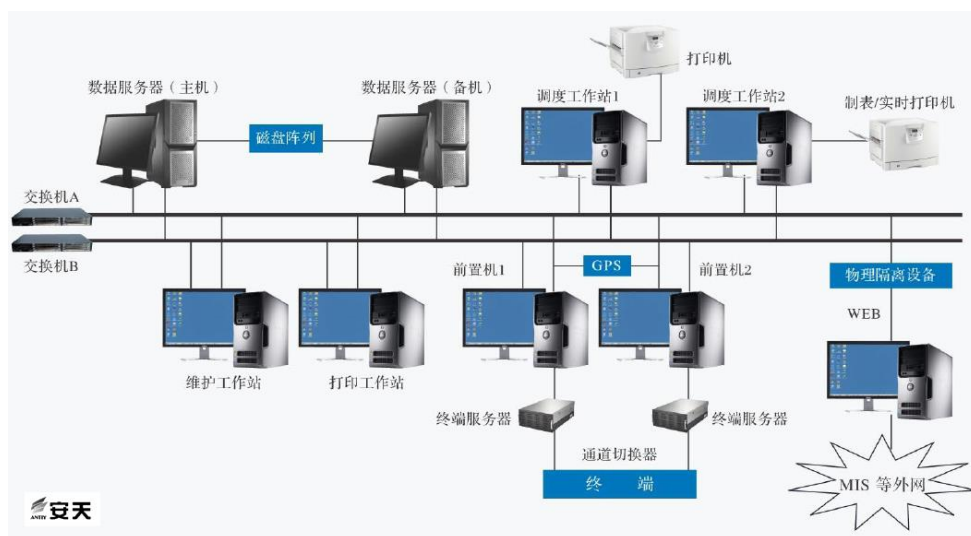 打印机
数据服务器（主机）
数据服务器（备机）
调度工作站1
调度工作站2
制表/实时打印机
磁盘阵列
交换机A
交换机B
前置机1
GPS
前置机2
物理隔离设备
WEB
维护工作站
打印工作站
终端服务器
终端服务器
通道切换器
终 端
MIS 等外网
安天
ANTIY